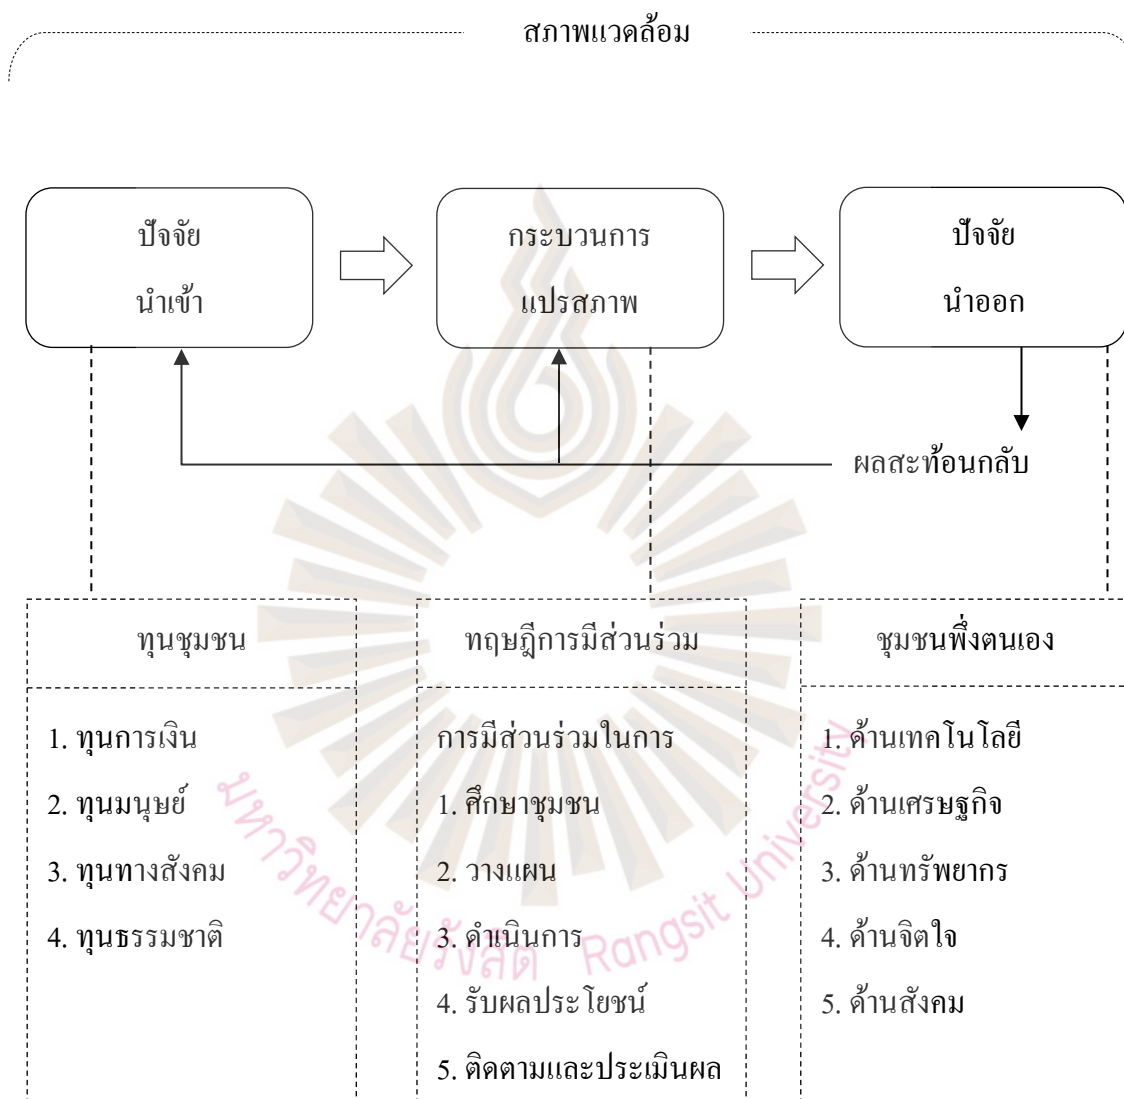 สภาพแวดล้อม
ปัจจัย
นำเข้า
กระบวนการ
แปรสภาพ
ปัจจัย
นำออก
ผลสะท้อนกลับ
ทุนชุมชน
1. ทุนการเงิน
2. ทุนมนุษย์
3. ทุนทางสังคม
4. ทุนธรรมชาติ
ทฤษฎีการมีส่วนร่วม
การมีส่วนร่วมในการ
1. ศึกษาชุมชน
2. วางแผน
3. ดำเนินการ
4. รับผลประโยชน์
5. ติดตามและประเมินผล
ชุมชนพึ่งตนเอง
1. ด้านเทคโนโลยี
2. ด้านเศรษฐกิจ
3. ด้านทรัพยากร
4. ด้านจิตใจ
5. ด้านสังคม
มหาวิทยาลัยรังสิต Rangsit University